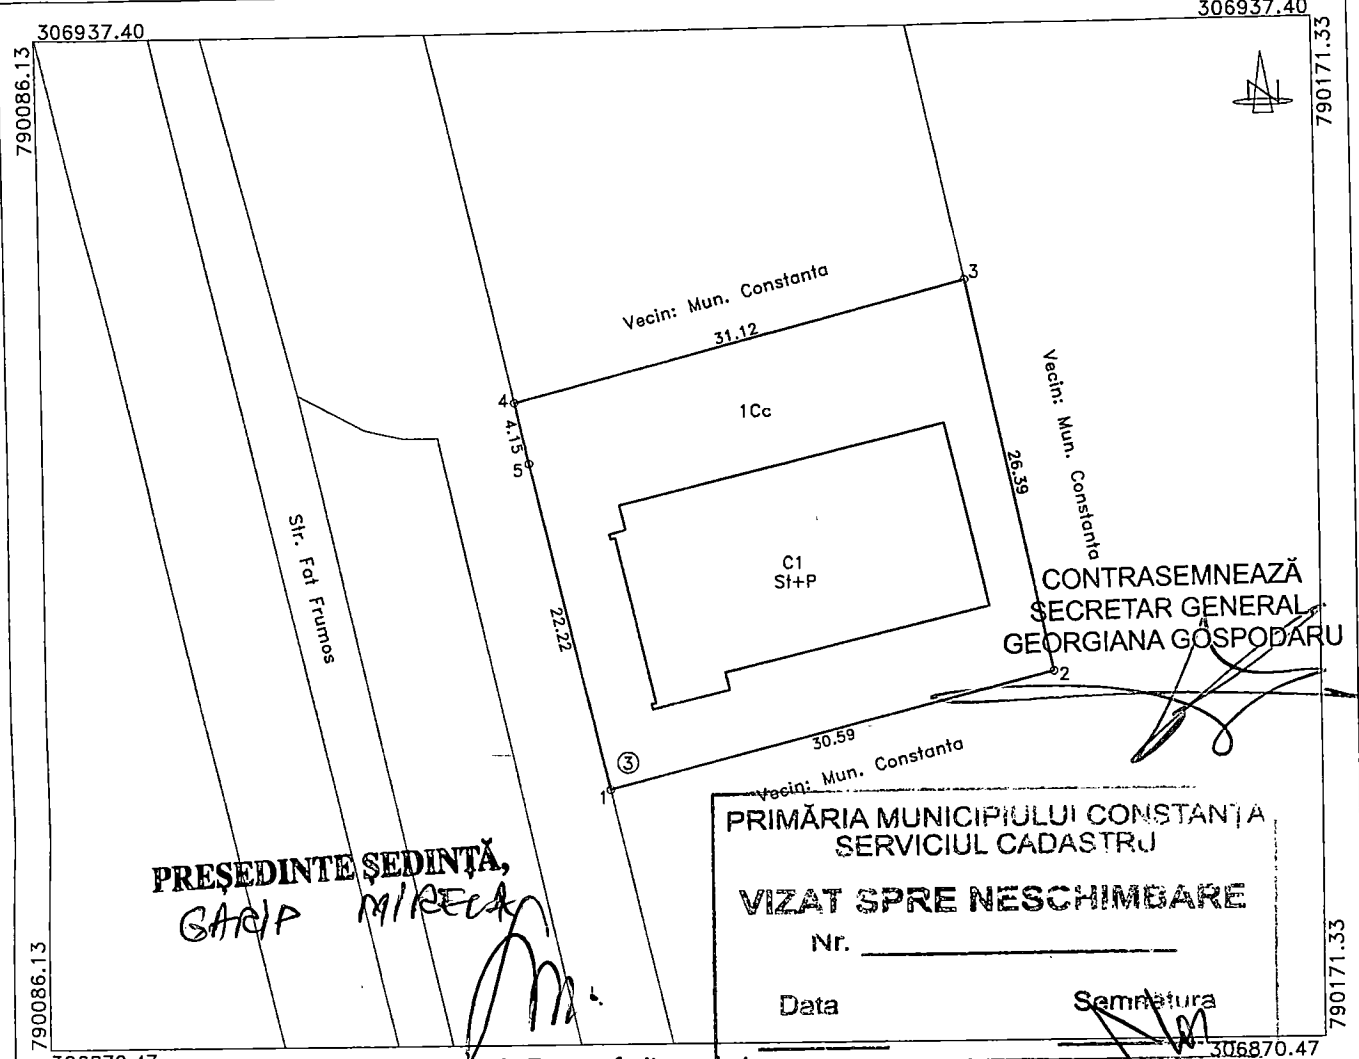 306937.40
306937.40
790086.13
790171.33
Vecin: Mun. Constanta
31.12
3
4
4.15
5
1Cc
Vecin: Mun. Constanta
26.39
Str. Fat Frumos
C1
St+P
22.22
CONTRASEMNEAZĂ
SECRETAR GENERAL,
GEORGIANA GOSPODARU
2
30.59
Vecin: Mun. Constanta
3
1
PREȘEDINTE ȘEDINȚĂ,
GARIP MIRELA
PRIMĂRIA MUNICIPIULUI CONSTANȚA
SERVICIUL CADASTRU
VIZAT SPRE NESCHIMBARE
Nr.
Data Semnătura
790086.13
790171.33
306870.47
306870.47